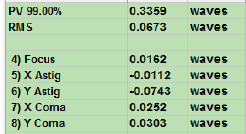 PV 99.00% 0.3359 waves
RMS 0.0673 waves
4) Focus 0.0162 waves
5) X Astig -0.0112 waves
6) Y Astig -0.0743 waves
7) X Coma 0.0252 waves
8) Y Coma 0.0303 waves